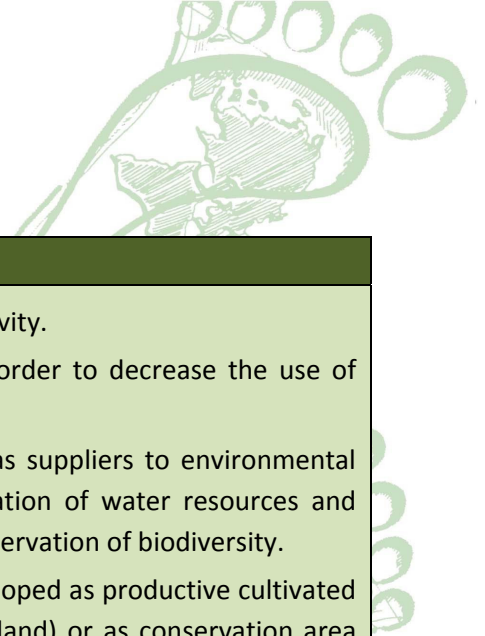 vity.
order to decrease the use of
as suppliers to environmental
ation of water resources and
servation of biodiversity.
oped as productive cultivated
land) or as conservation area